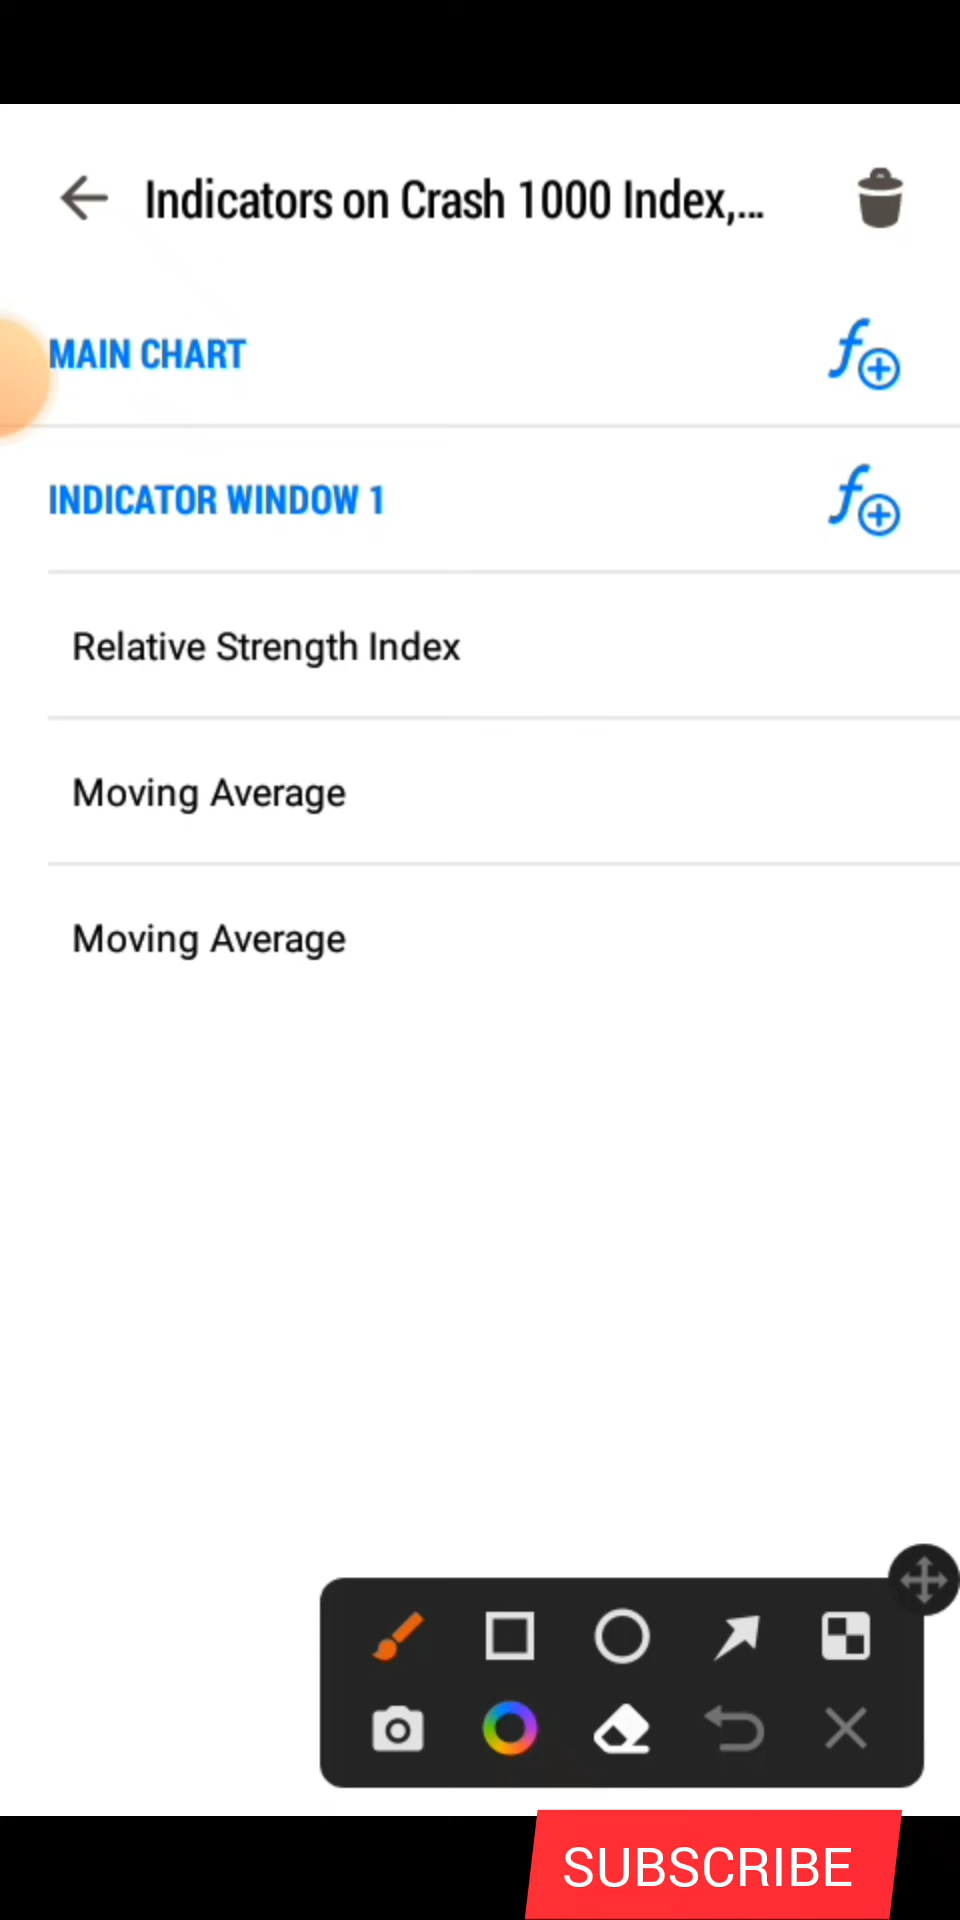 Indicators on Crash 1000 Index,...
MAIN CHART
INDICATOR WINDOW 1
Relative Strength Index
Moving Average
Moving Average
SUBSCRIBE